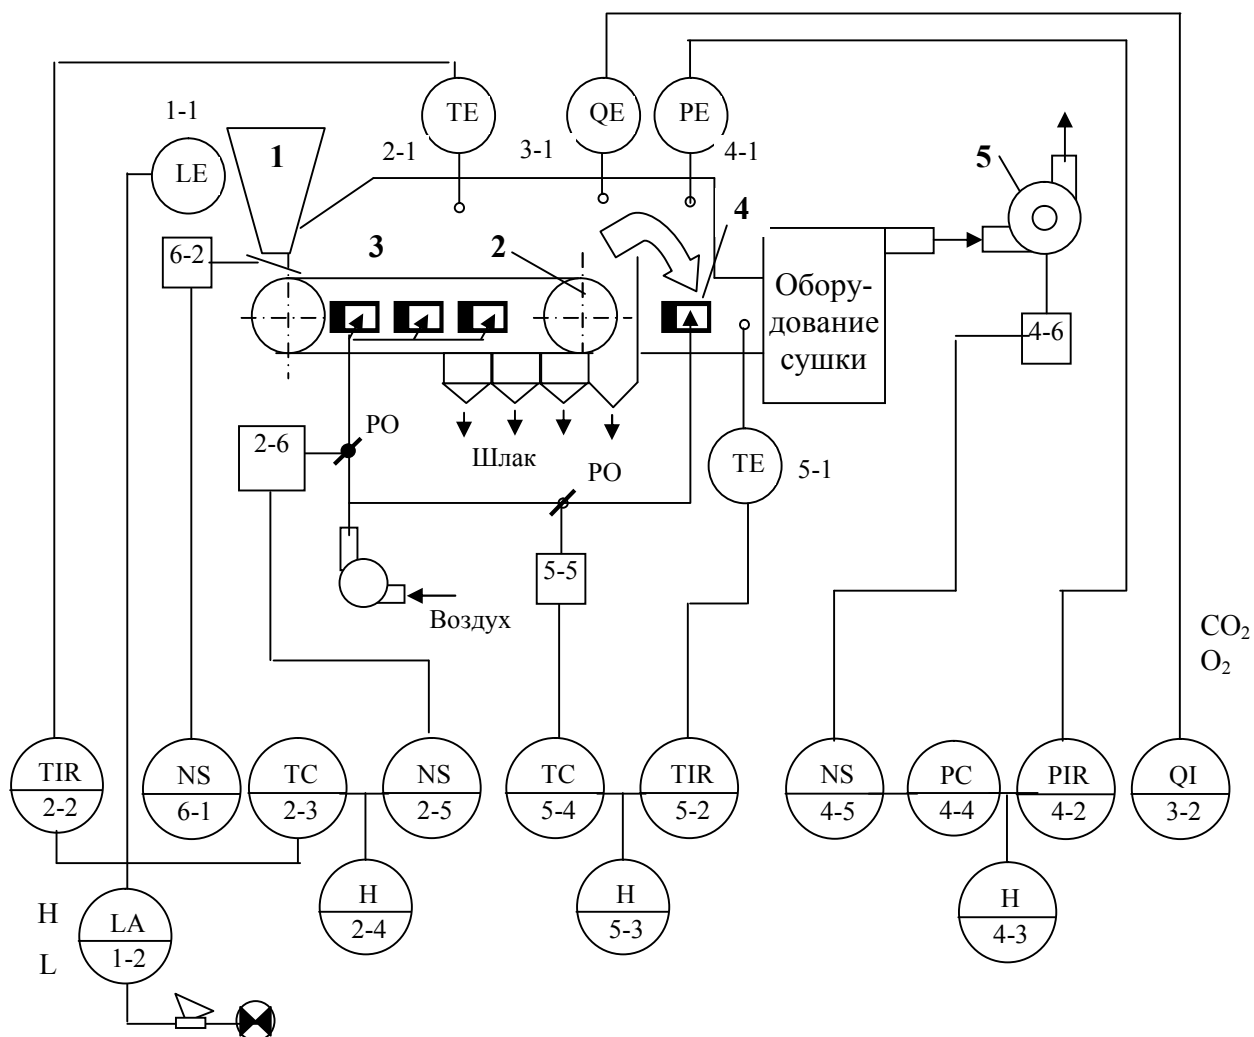 TE
QE
PE
1-1
2-1
3-1
4-1
LE
1
5
4
6-2
3
2
Обору-
дование
сушки
4-6
PO
2-6
Шлак
PO
TE
5-1
5-5
Воздух
CO₂
O₂
TIR
2-2
NS
6-1
TC
2-3
NS
2-5
TC
5-4
TIR
5-2
NS
4-5
PC
4-4
PIR
4-2
QI
3-2
H
2-4
H
5-3
H
4-3
H
L
LA
1-2